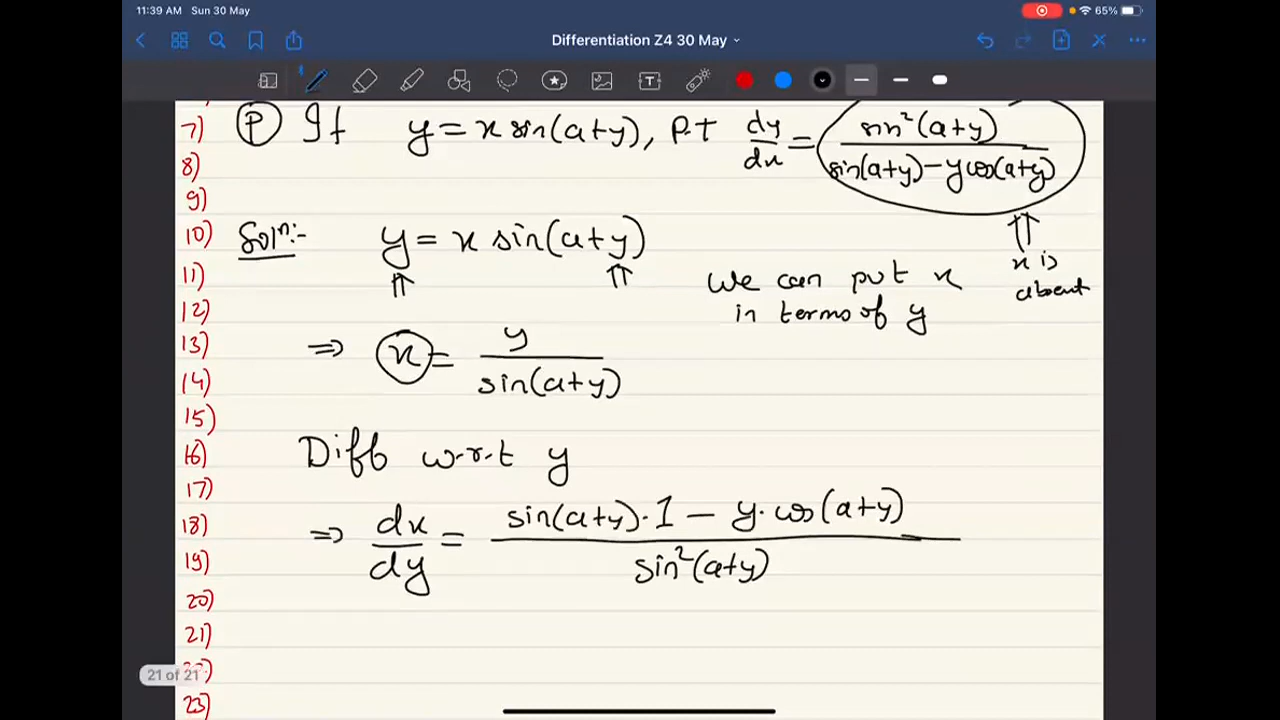 11:39 AM Sun 30 May
65%
Differentiation Z4 30 May
7) P If y = x sin(a+y), P.T dy/dx = sin²(a+y) / sin(a+y) − y cos(a+y)
8)
9)
10) Solⁿ:- y = x sin(a+y)
11) We can put x
x is absent
12) in terms of y
13) ⇒ x = y / sin(a+y)
14)
15)
16) Diff w.r.t y
17)
18) ⇒ dx/dy = sin(a+y)·1 − y·cos(a+y) / sin²(a+y)
19)
20)
21)
21 of 21
23)